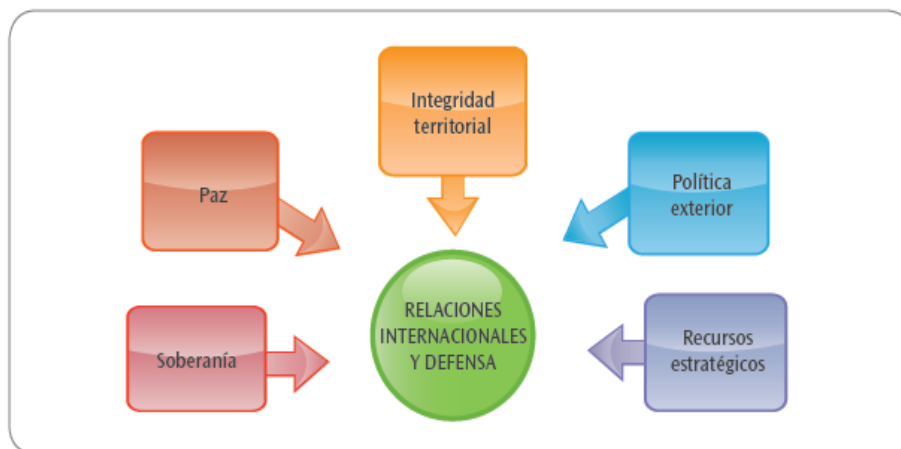 Integridad
territorial
Paz
Política
exterior
RELACIONES
INTERNACIONALES
Y DEFENSA
Soberanía
Recursos
estratégicos